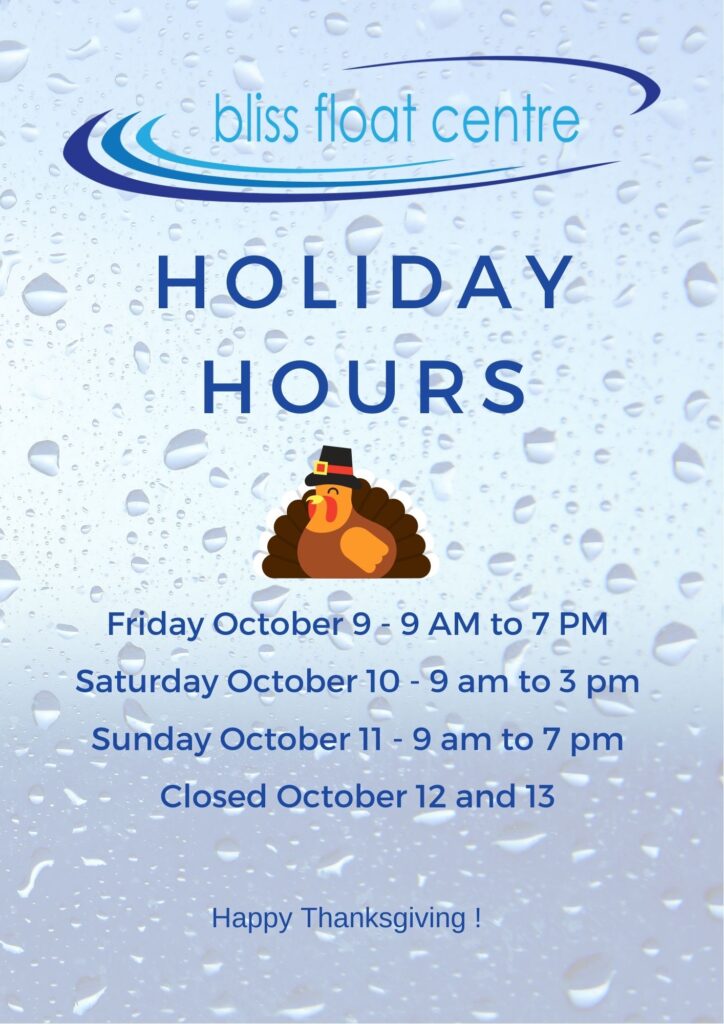 bliss float centre
HOLIDAY
HOURS
Friday October 9 - 9 AM to 7 PM
Saturday October 10 - 9 am to 3 pm
Sunday October 11 - 9 am to 7 pm
Closed October 12 and 13
Happy Thanksgiving !